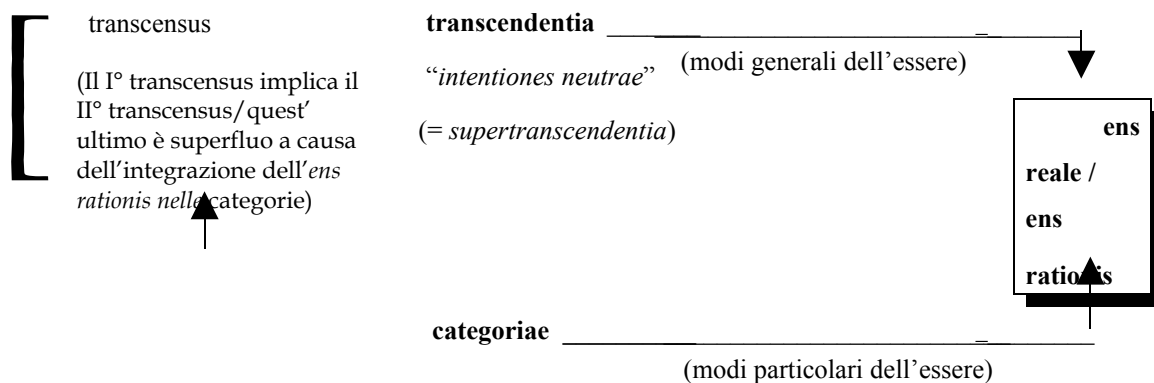 transcensus
(Il I° transcensus implica il
II° transcensus/quest’
ultimo è superfluo a causa
dell’integrazione dell’ens
rationis nelle categorie)
transcendentia
(modi generali dell’essere)
“intentiones neutrae”
(= supertranscendentia)
ens
reale /
ens
rationis
categoriae
(modi particolari dell’essere)